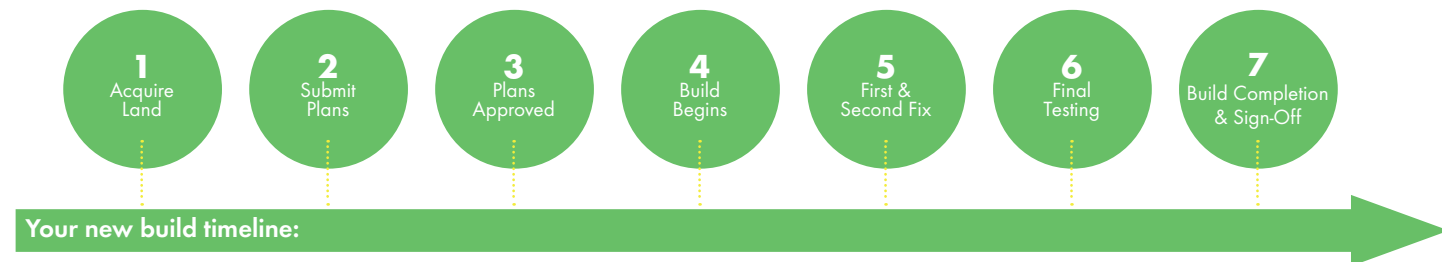 1
Acquire
Land
2
Submit
Plans
3
Plans
Approved
4
Build
Begins
5
First &
Second Fix
6
Final
Testing
7
Build Completion
& Sign-Off
Your new build timeline: